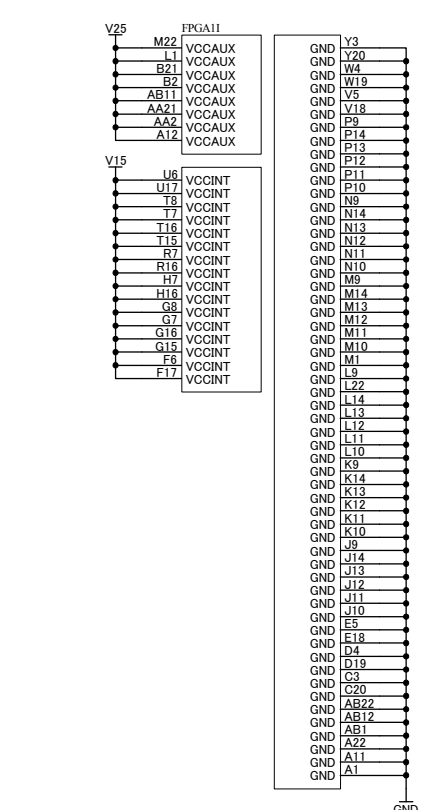 V25
FPGA1I
M22 VCCAUX
L1 VCCAUX
B21 VCCAUX
B2 VCCAUX
AB11 VCCAUX
AA21 VCCAUX
AA2 VCCAUX
A12 VCCAUX
V15
U6 VCCINT
U17 VCCINT
T8 VCCINT
T7 VCCINT
T16 VCCINT
T15 VCCINT
R7 VCCINT
R16 VCCINT
H7 VCCINT
H16 VCCINT
G8 VCCINT
G7 VCCINT
G16 VCCINT
G15 VCCINT
F6 VCCINT
F17 VCCINT
GND Y3
GND Y20
GND W4
GND W19
GND V5
GND V18
GND P9
GND P14
GND P13
GND P12
GND P11
GND P10
GND N9
GND N14
GND N13
GND N12
GND N11
GND N10
GND M9
GND M14
GND M13
GND M12
GND M11
GND M10
GND M1
GND L9
GND L22
GND L14
GND L13
GND L12
GND L11
GND L10
GND K9
GND K14
GND K13
GND K12
GND K11
GND K10
GND J9
GND J14
GND J13
GND J12
GND J11
GND J10
GND E5
GND E18
GND D4
GND D19
GND C3
GND C20
GND AB22
GND AB12
GND AB1
GND A22
GND A11
GND A1
GND